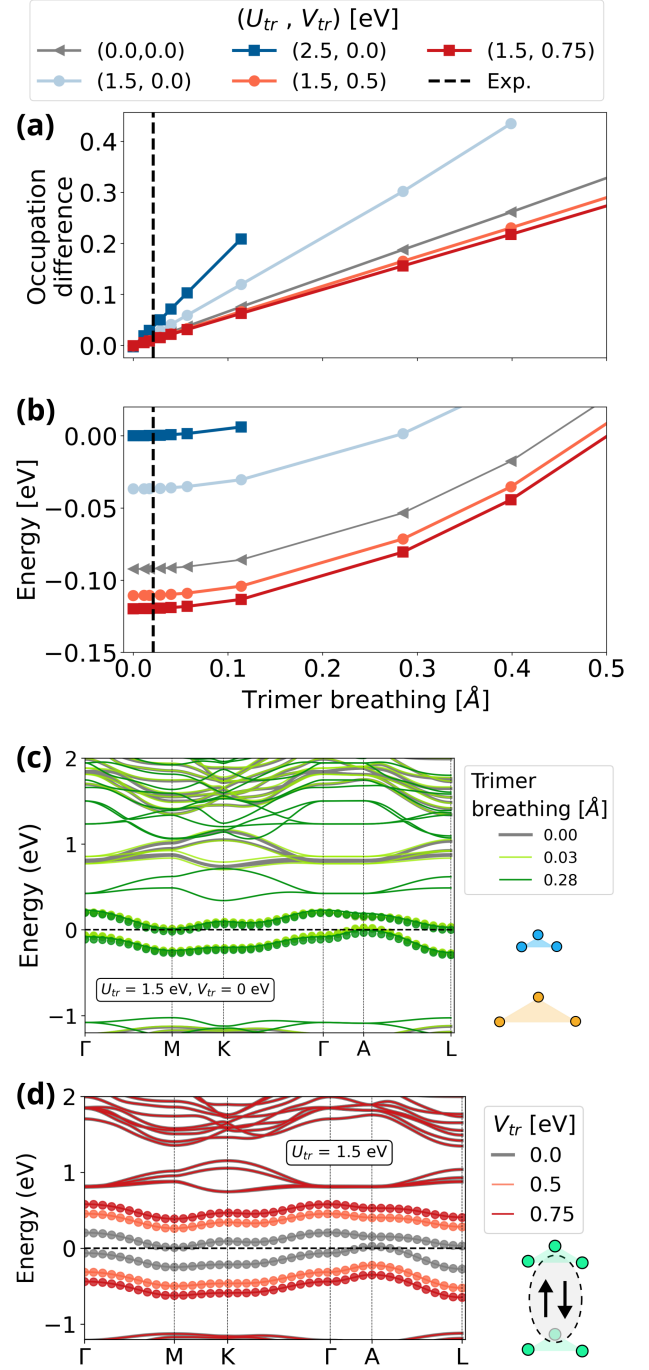 (U_tr , V_tr) [eV]
(0.0,0.0) (2.5, 0.0) (1.5, 0.75)
(1.5, 0.0) (1.5, 0.5) Exp.
(a)
Occupation
difference
0.4
0.3
0.2
0.1
0.0
(b)
Energy [eV]
0.00
−0.05
−0.10
−0.15
0.0 0.1 0.2 0.3 0.4 0.5
Trimer breathing [Å]
(c)
Energy (eV)
2
1
0
−1
U_tr = 1.5 eV, V_tr = 0 eV
Γ M K Γ A L
Trimer
breathing [Å]
0.00
0.03
0.28
(d)
Energy (eV)
2
1
0
−1
U_tr = 1.5 eV
Γ M K Γ A L
V_tr [eV]
0.0
0.5
0.75